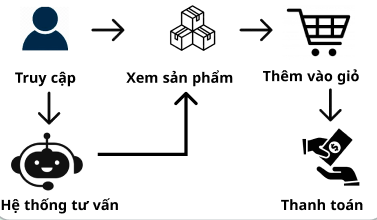 Truy cập
Xem sản phẩm
Thêm vào giỏ
Hệ thống tư vấn
Thanh toán